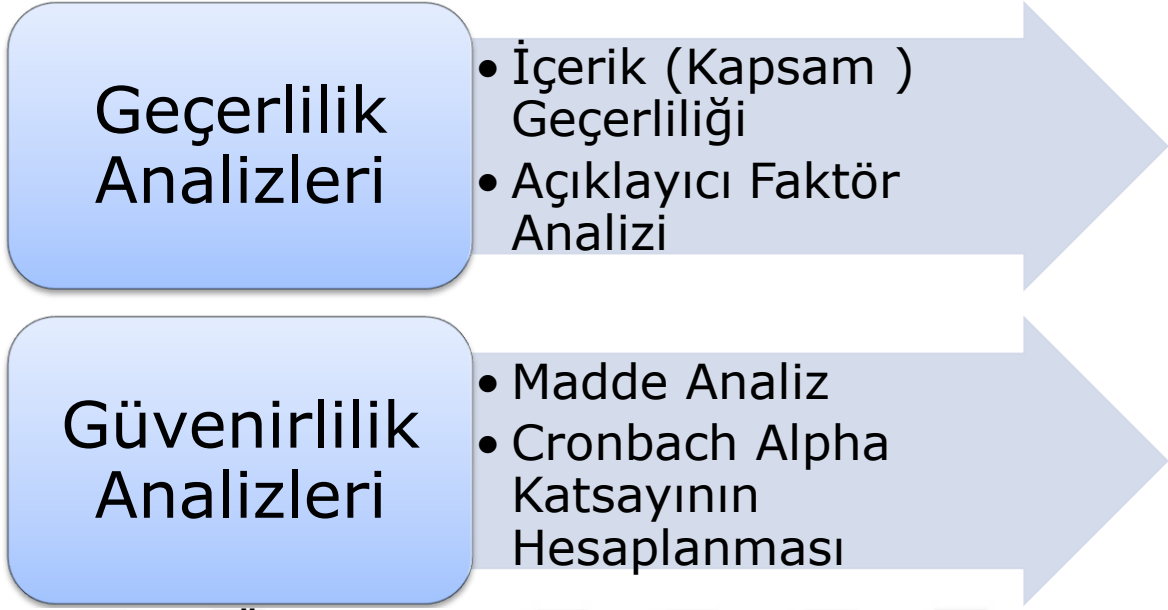 Geçerlilik
Analizleri
• İçerik (Kapsam )
Geçerliliği
• Açıklayıcı Faktör
Analizi
Güvenirlilik
Analizleri
• Madde Analiz
• Cronbach Alpha
Katsayının
Hesaplanması